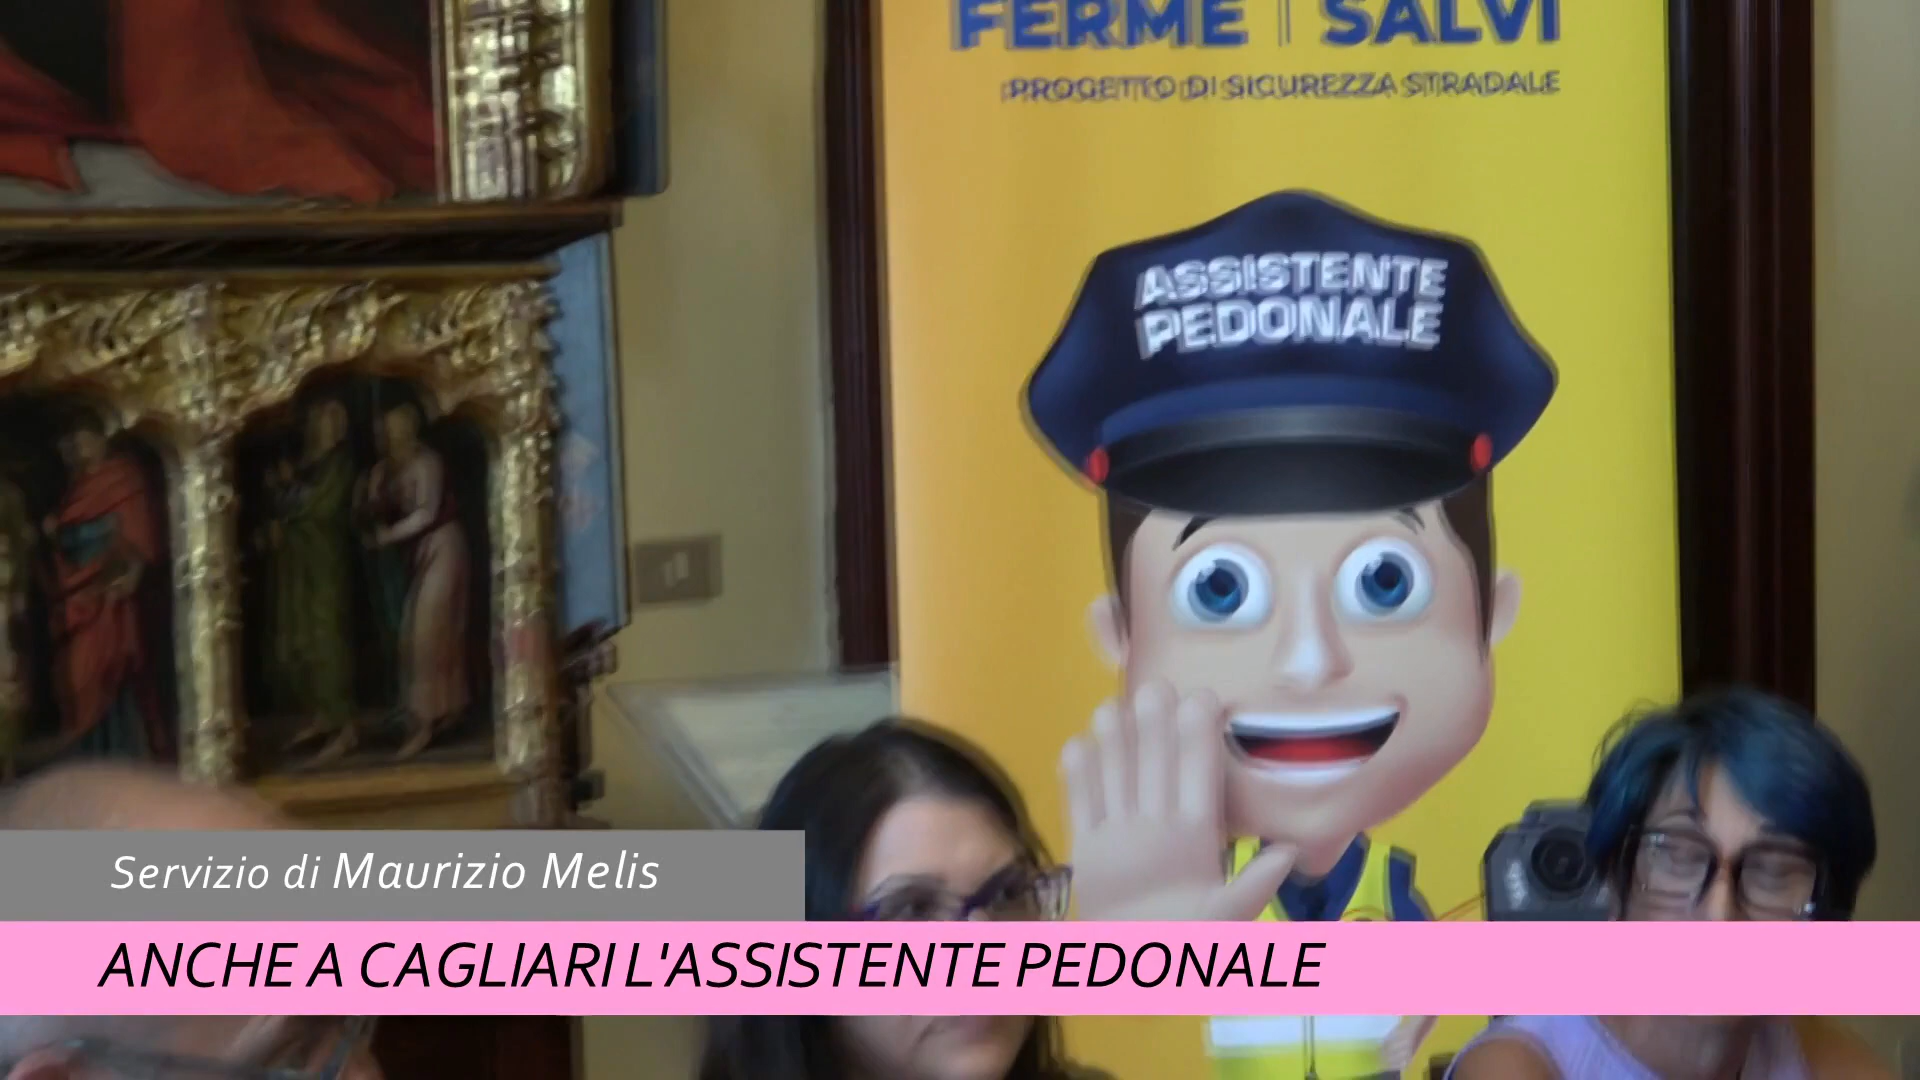 FERME | SALVI
PROGETTO DI SICUREZZA STRADALE
ASSISTENTE
PEDONALE
Servizio di Maurizio Melis
ANCHE A CAGLIARI L'ASSISTENTE PEDONALE